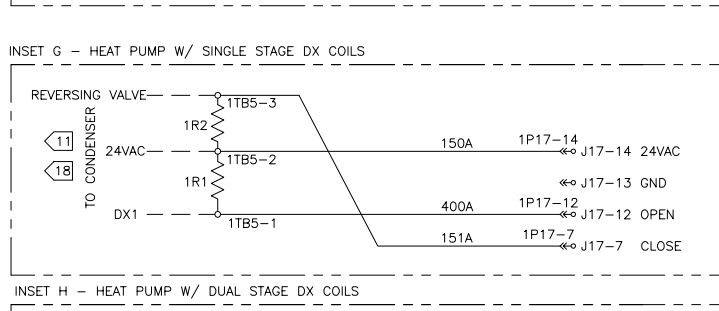 INSET G – HEAT PUMP W/ SINGLE STAGE DX COILS
REVERSING VALVE
1TB5-3
1R2
11
18
TO CONDENSER
24VAC
1TB5-2
150A
1P17-14
J17-14 24VAC
1R1
J17-13 GND
DX1
1TB5-1
400A
1P17-12
J17-12 OPEN
151A
1P17-7
J17-7 CLOSE
INSET H – HEAT PUMP W/ DUAL STAGE DX COILS